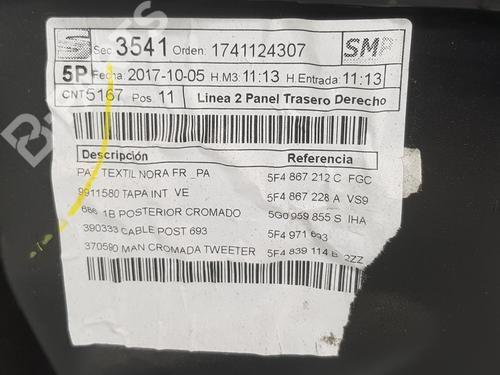 Sec 3541 Orden: 1741124307 SMP
5P Fecha: 2017-10-05 H.M3: 11:13 H.Entrada: 11:13
CNT 5167 Pos 11 Linea 2 Panel Trasero Derecho
Descripción Referencia
TEXTIL NORA FR _PA 5F4 867 212 C FGC
9911580 TAPA INT VE 5F4 867 228 A VS9
1B POSTERIOR CROMADO 5G0 959 855 S IHA
390333 CABLE POST 693 5F4 971 693
370590 MAN CROMADA TWEETER 5F4 839 114 B